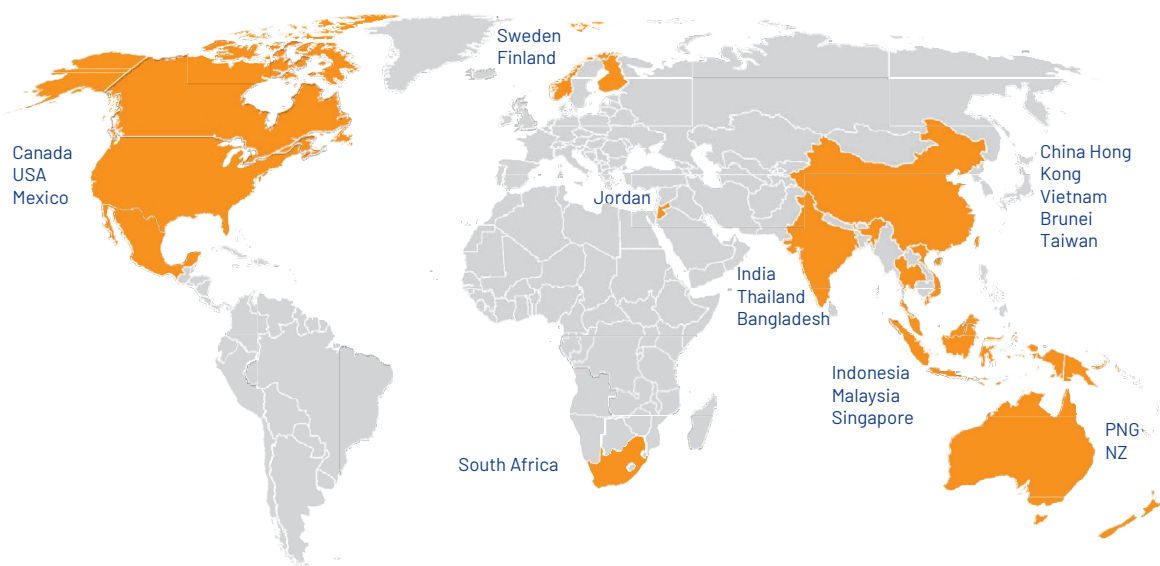 Sweden
Finland
Canada
USA
Mexico
China Hong
Kong
Vietnam
Brunei
Taiwan
Jordan
India
Thailand
Bangladesh
Indonesia
Malaysia
Singapore
PNG
NZ
South Africa